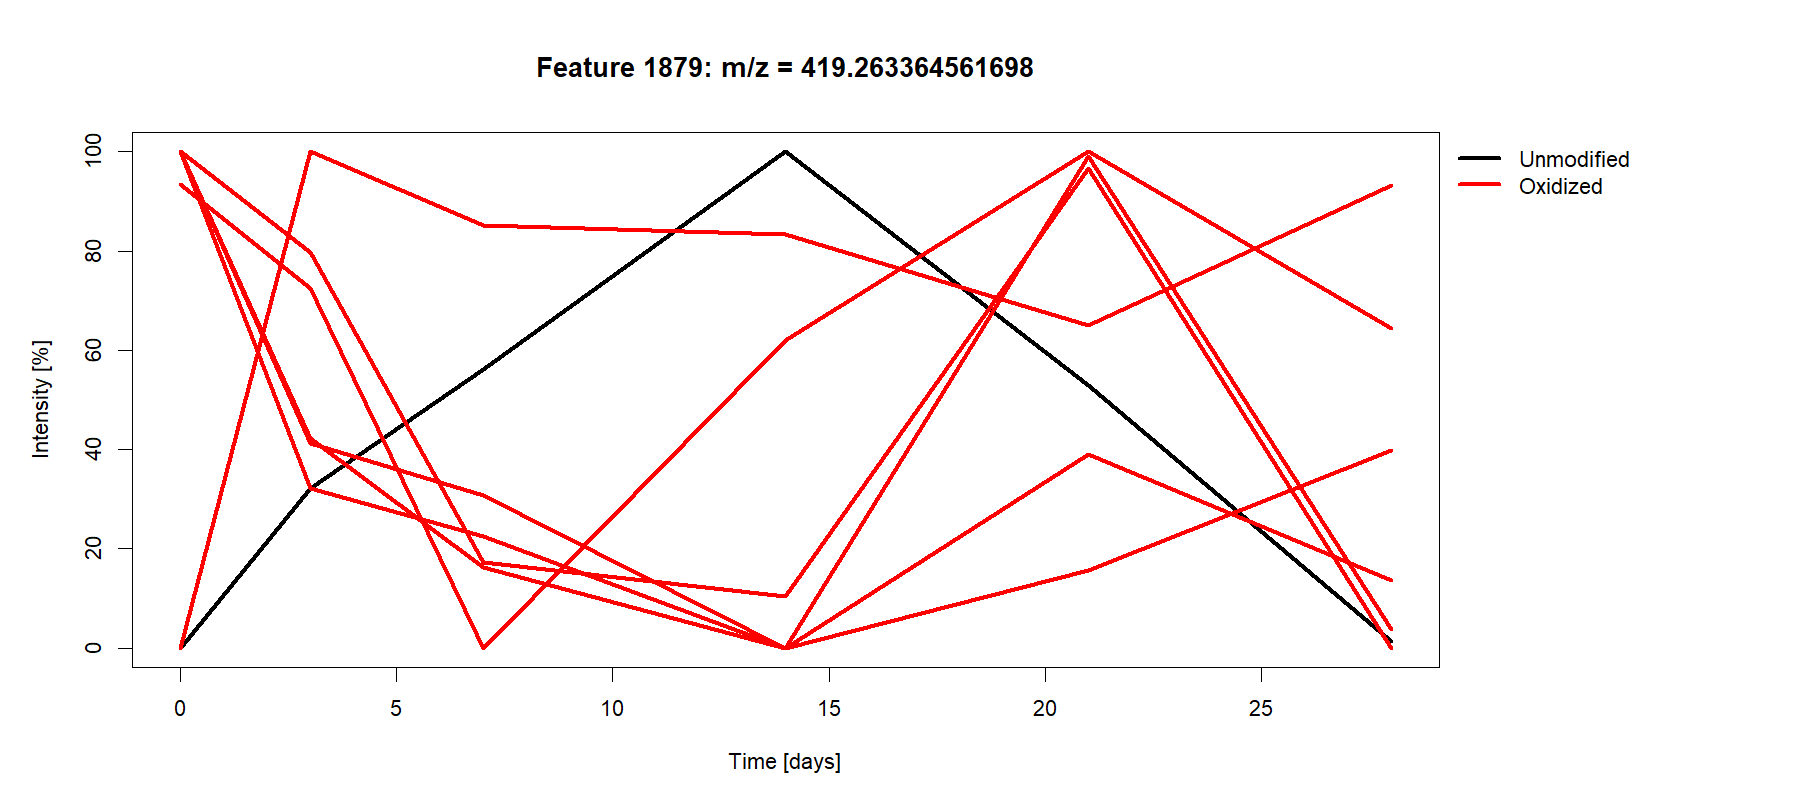 Feature 1879: m/z = 419.263364561698
Unmodified
Oxidized
Intensity [%]
100
80
60
40
20
0
0 5 10 15 20 25
Time [days]